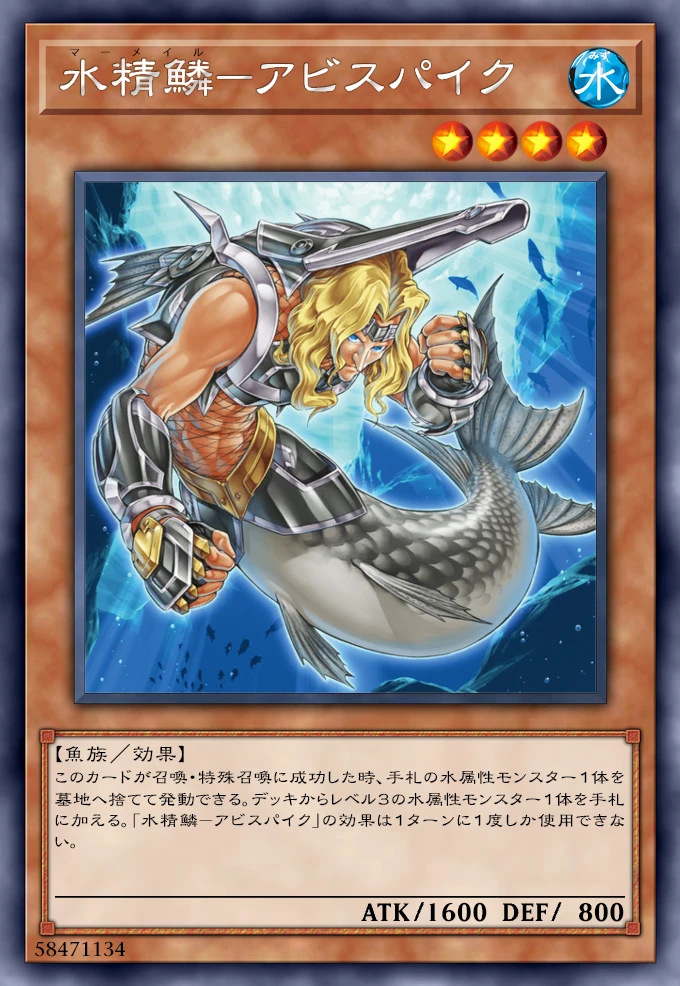 マーメイル
水精鱗－アビスパイク
みず
水
【魚族／効果】
このカードが召喚・特殊召喚に成功した時、手札の水属性モンスター１体を
墓地へ捨てて発動できる。デッキからレベル３の水属性モンスター１体を手札
に加える。「水精鱗－アビスパイク」の効果は１ターンに１度しか使用できな
い。
ATK/1600 DEF/ 800
58471134